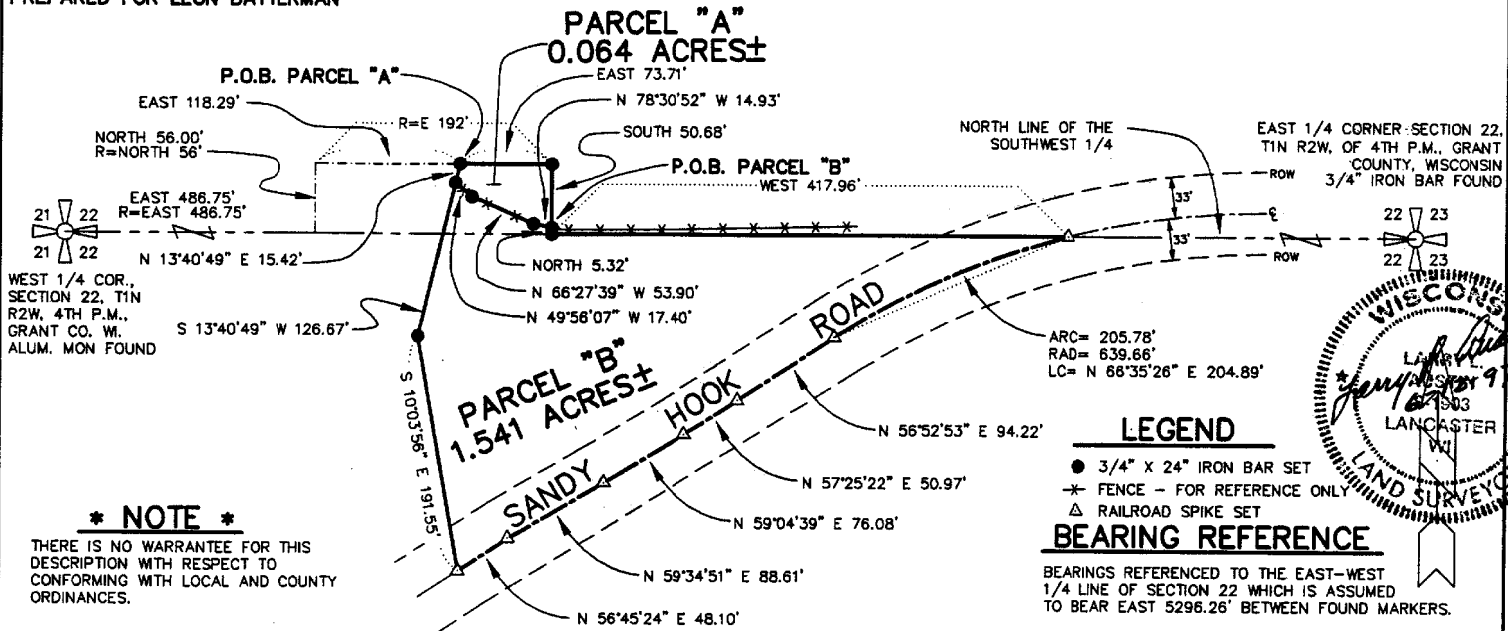 PREPARED FOR LEON BATTERMAN
PARCEL "A"
0.064 ACRES±
P.O.B. PARCEL "A"
EAST 73.71'
EAST 118.29'
R=E 192'
N 78°30'52" W 14.93'
NORTH 56.00'
R=NORTH 56'
SOUTH 50.68'
P.O.B. PARCEL "B"
WEST 417.96'
NORTH LINE OF THE
SOUTHWEST 1/4
EAST 1/4 CORNER SECTION 22,
T1N R2W, OF 4TH P.M., GRANT
COUNTY, WISCONSIN
3/4" IRON BAR FOUND
ROW
33'
℄
33'
ROW
EAST 486.75'
R=EAST 486.75'
21 22
21 22
22 23
22 23
WEST 1/4 COR.,
SECTION 22, T1N
R2W, 4TH P.M.,
GRANT CO. WI.
ALUM. MON FOUND
N 13°40'49" E 15.42'
NORTH 5.32'
N 66°27'39" W 53.90'
N 49°56'07" W 17.40'
S 13°40'49" W 126.67'
PARCEL "B"
1.541 ACRES±
S 10°03'56" E 191.55'
SANDY HOOK ROAD
ARC= 205.78'
RAD= 639.66'
LC= N 66°35'26" E 204.89'
N 56°52'53" E 94.22'
N 57°25'22" E 50.97'
N 59°04'39" E 76.08'
N 59°34'51" E 88.61'
N 56°45'24" E 48.10'
* NOTE *
THERE IS NO WARRANTEE FOR THIS
DESCRIPTION WITH RESPECT TO
CONFORMING WITH LOCAL AND COUNTY
ORDINANCES.
LEGEND
3/4" X 24" IRON BAR SET
FENCE - FOR REFERENCE ONLY
RAILROAD SPIKE SET
BEARING REFERENCE
BEARINGS REFERENCED TO THE EAST-WEST
1/4 LINE OF SECTION 22 WHICH IS ASSUMED
TO BEAR EAST 5296.26' BETWEEN FOUND MARKERS.
WISCONS
LANCASTER
WI
LAND SURVEYO